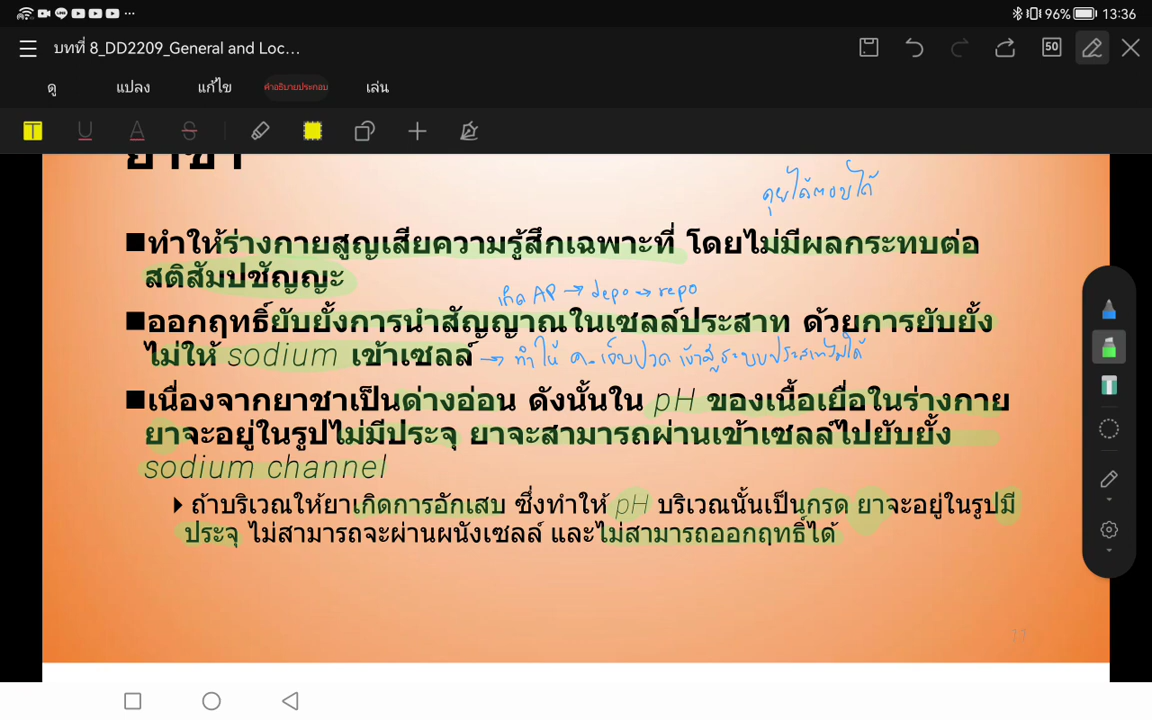 96% 13:36
บทที่ 8_DD2209_General and Loc...
50
ดู แปลง แก้ไข คำอธิบายประกอบ เล่น
T U A S
ยาชา
คุยได้ตอบได้
ทำให้ร่างกายสูญเสียความรู้สึกเฉพาะที่ โดยไม่มีผลกระทบต่อ
สติสัมปชัญญะ
เกิด AP → depo → repo
ออกฤทธิ์ยับยั้งการนำสัญญาณในเซลล์ประสาท ด้วยการยับยั้ง
ไม่ให้ sodium เข้าเซลล์ → ทำให้ ค.เจ็บปวด เข้าสู่ระบบประสาทไม่ได้
เนื่องจากยาชาเป็นด่างอ่อน ดังนั้นใน pH ของเนื้อเยื่อในร่างกาย
ยาจะอยู่ในรูปไม่มีประจุ ยาจะสามารถผ่านเข้าเซลล์ไปยับยั้ง
sodium channel
ถ้าบริเวณให้ยาเกิดการอักเสบ ซึ่งทำให้ pH บริเวณนั้นเป็นกรด ยาจะอยู่ในรูปมี
ประจุ ไม่สามารถจะผ่านผนังเซลล์ และไม่สามารถออกฤทธิ์ได้
17